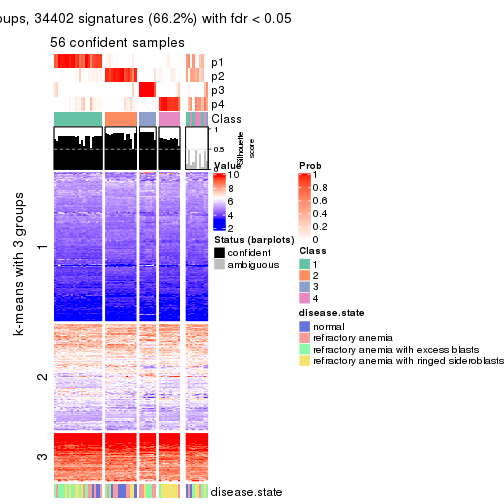 oups, 34402 signatures (66.2%) with fdr < 0.05
56 confident samples
p1
p2
p3
p4
Class
1
0.5
0
Silhouette
score
k-means with 3 groups
1
2
3
disease.state
Value
10
8
6
4
2
Status (barplots)
confident
ambiguous
Prob
1
0.8
0.6
0.4
0.2
0
Class
1
2
3
4
disease.state
normal
refractory anemia
refractory anemia with excess blasts
refractory anemia with ringed sideroblasts